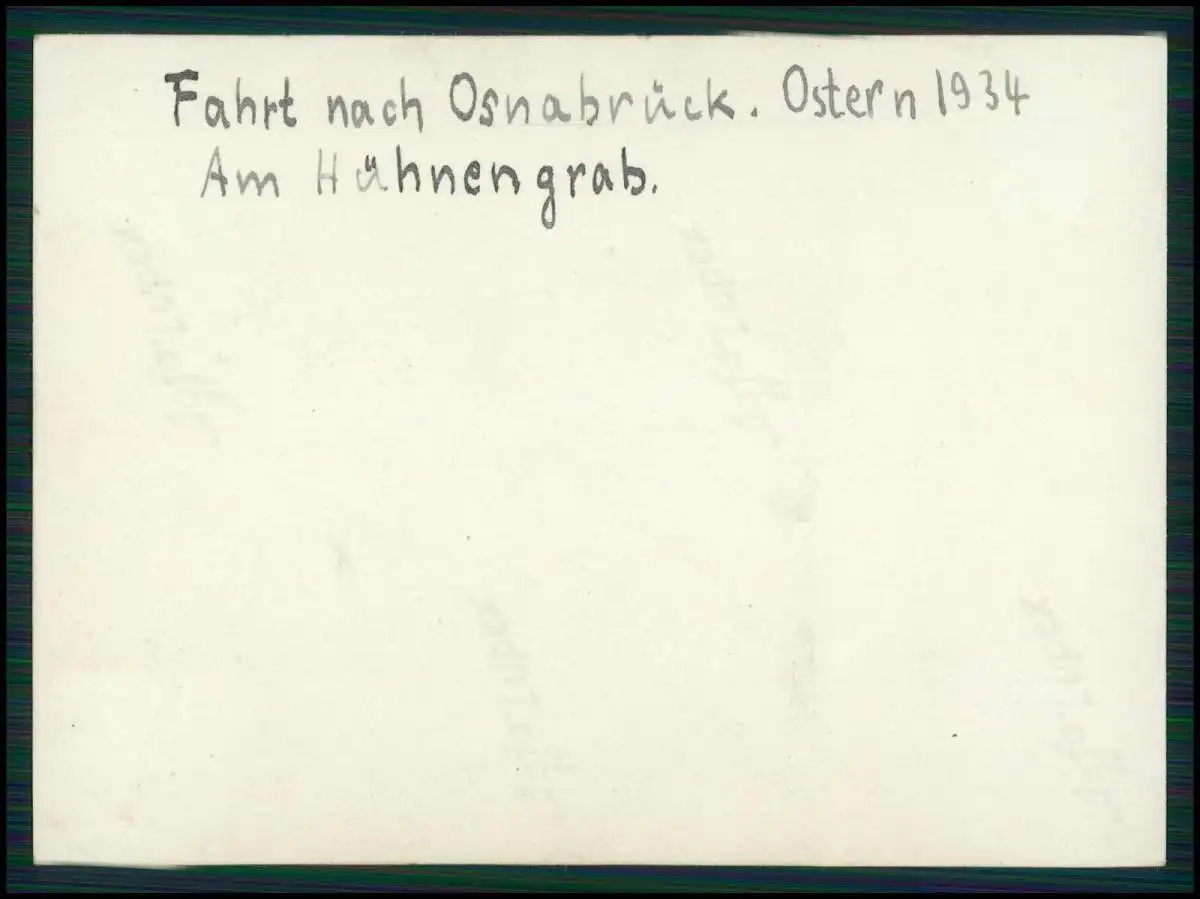 Fahrt nach Osnabrück. Ostern 1934
Am Hühnengrab.